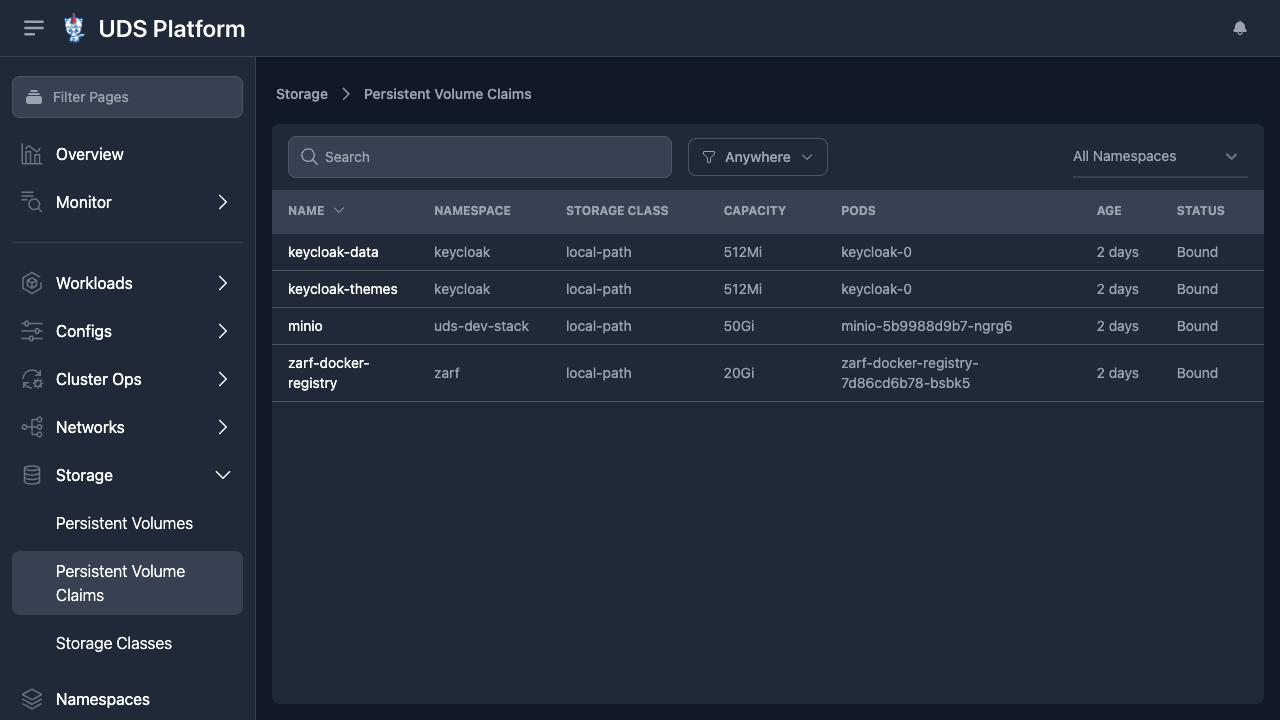 UDS Platform
Filter Pages
Overview
Monitor
Workloads
Configs
Cluster Ops
Networks
Storage
Persistent Volumes
Persistent Volume
Claims
Storage Classes
Namespaces
Storage > Persistent Volume Claims
Search
Anywhere
All Namespaces
NAME NAMESPACE STORAGE CLASS CAPACITY PODS AGE STATUS
keycloak-data keycloak local-path 512Mi keycloak-0 2 days Bound
keycloak-themes keycloak local-path 512Mi keycloak-0 2 days Bound
minio uds-dev-stack local-path 50Gi minio-5b9988d9b7-ngrg6 2 days Bound
zarf-docker-
registry
zarf local-path 20Gi
zarf-docker-registry-
7d86cd6b78-bsbk5
2 days Bound